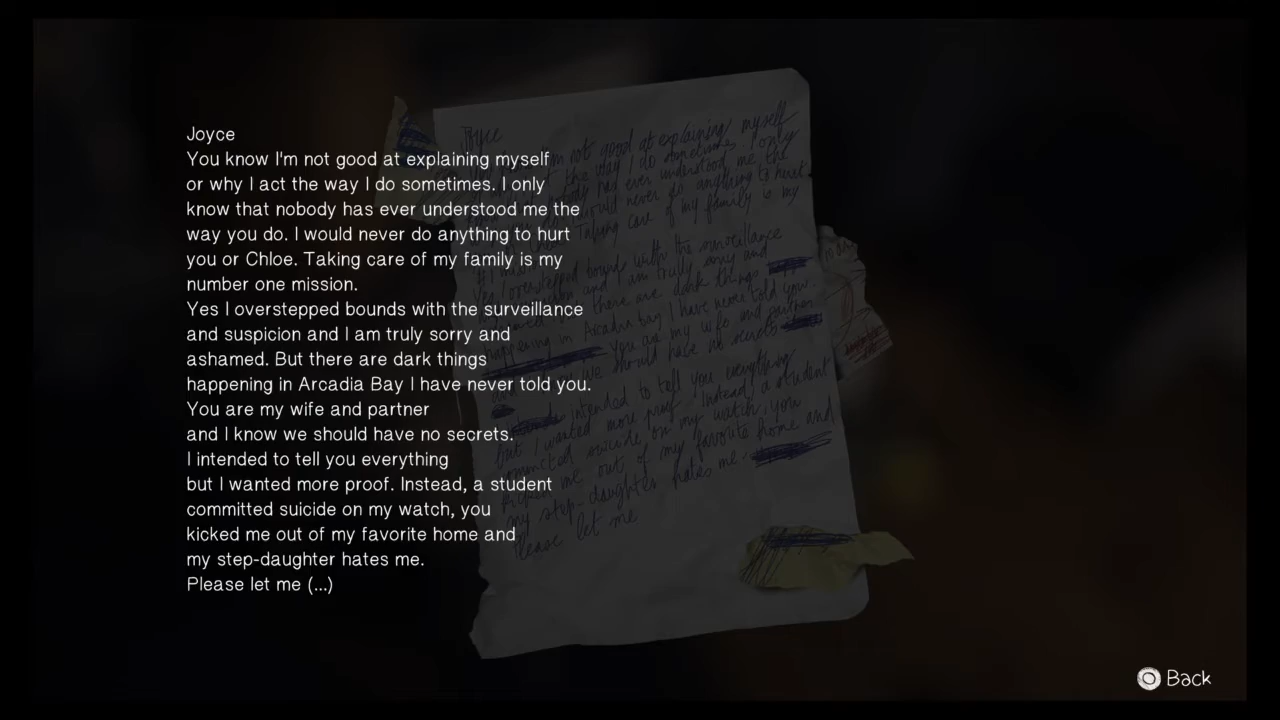 Joyce
You know I'm not good at explaining myself
or why I act the way I do sometimes. I only
know that nobody has ever understood me the
way you do. I would never do anything to hurt
you or Chloe. Taking care of my family is my
number one mission.
Yes I overstepped bounds with the surveillance
and suspicion and I am truly sorry and
ashamed. But there are dark things
happening in Arcadia Bay I have never told you.
You are my wife and partner
and I know we should have no secrets.
I intended to tell you everything
but I wanted more proof. Instead, a student
committed suicide on my watch, you
kicked me out of my favorite home and
my step-daughter hates me.
Please let me (...)
Back